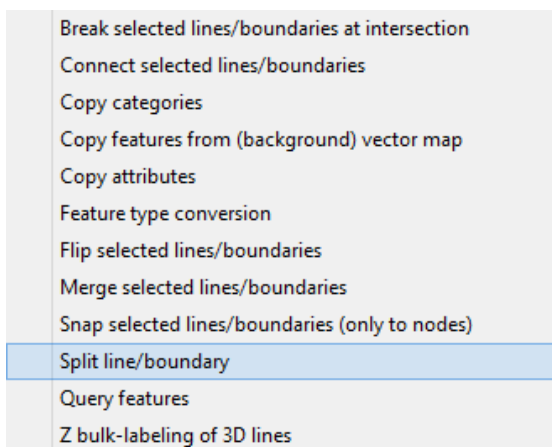 Break selected lines/boundaries at intersection
Connect selected lines/boundaries
Copy categories
Copy features from (background) vector map
Copy attributes
Feature type conversion
Flip selected lines/boundaries
Merge selected lines/boundaries
Snap selected lines/boundaries (only to nodes)
Split line/boundary
Query features
Z bulk-labeling of 3D lines